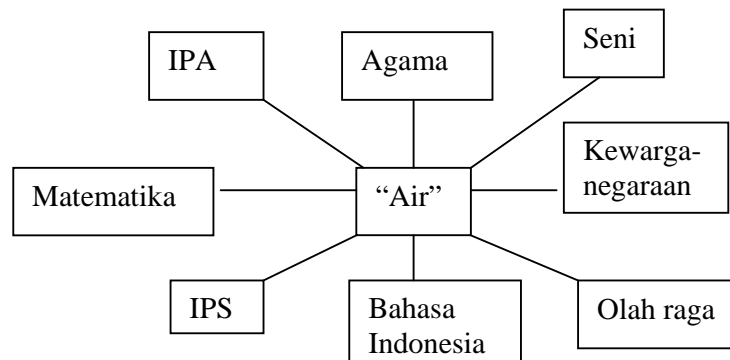 IPA
Agama
Seni
Matematika
“Air”
Kewarga-
negaraan
IPS
Bahasa
Indonesia
Olah raga